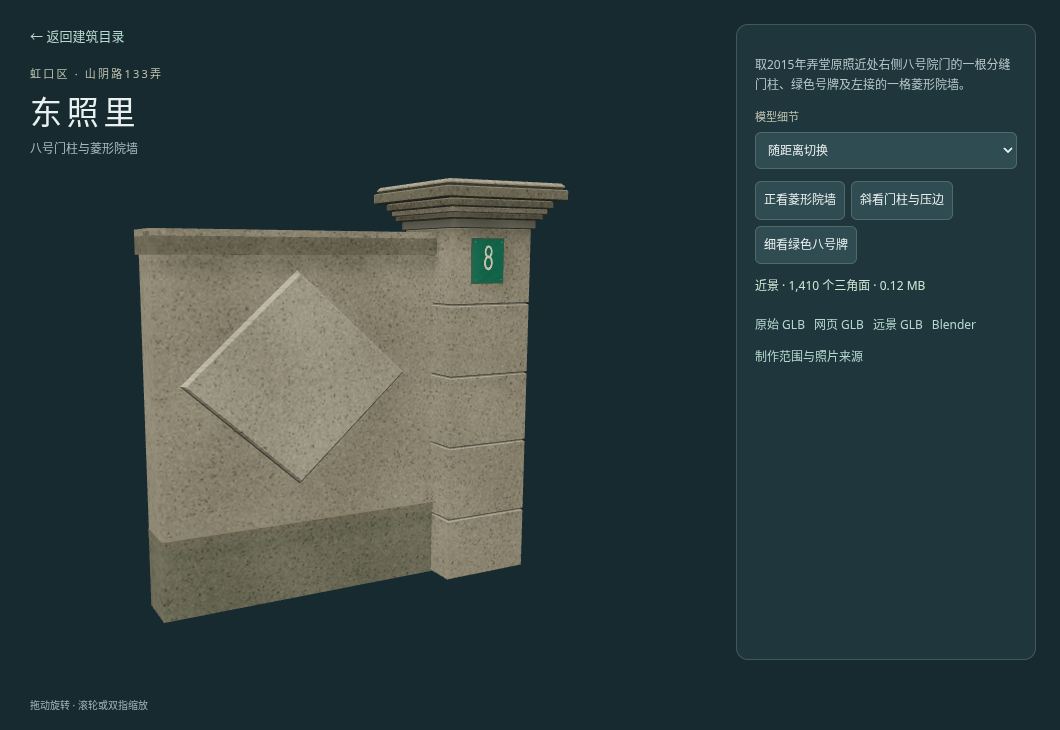 ← 返回建筑目录
虹口区 · 山阴路133弄
东照里
八号门柱与菱形院墙
8
拖动旋转 · 滚轮或双指缩放
取2015年弄堂原照近处右侧八号院门的一根分缝
门柱、绿色号牌及左接的一格菱形院墙。
模型细节
随距离切换
正看菱形院墙 斜看门柱与压边
细看绿色八号牌
近景 · 1,410 个三角面 · 0.12 MB
原始 GLB 网页 GLB 远景 GLB Blender
制作范围与照片来源